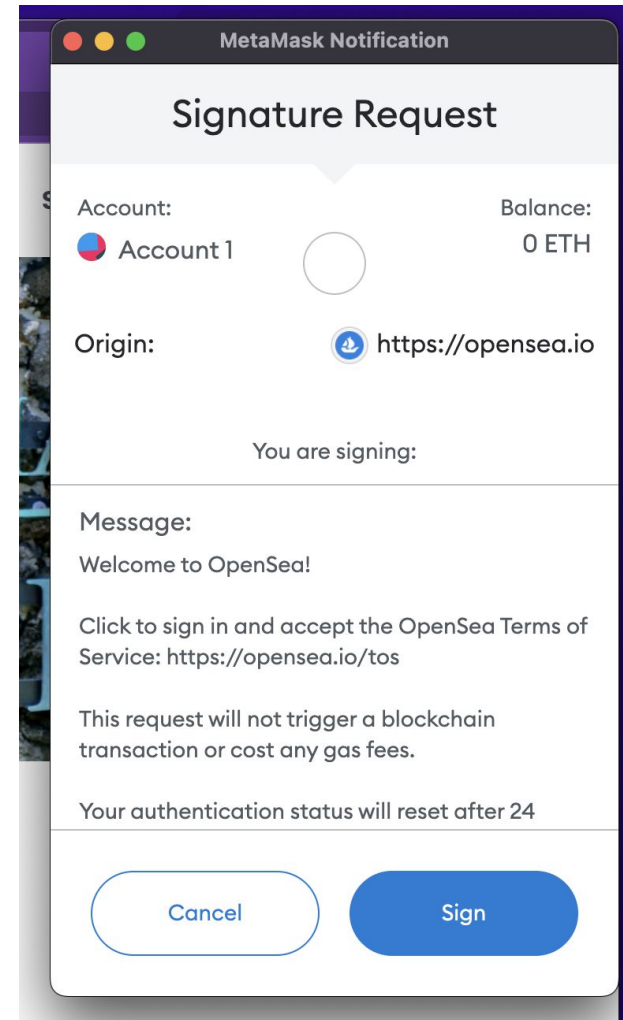 MetaMask Notification
Signature Request
Account:
Balance:
Account 1
0 ETH
Origin:
https://opensea.io
You are signing:
Message:
Welcome to OpenSea!
Click to sign in and accept the OpenSea Terms of
Service: https://opensea.io/tos
This request will not trigger a blockchain
transaction or cost any gas fees.
Your authentication status will reset after 24
Cancel
Sign